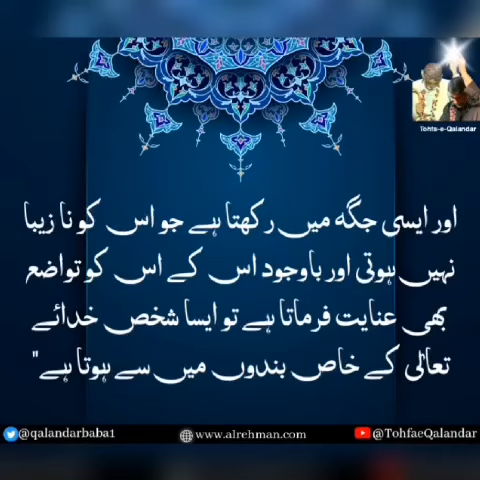 Tohfa-e-Qalandar
اور ایسی جگہ میں رکھتا ہے جو اس کو نا زیبا
نہیں ہوتی اور باوجود اس کے اس کو تواضع
بھی عنایت فرماتا ہے تو ایسا شخص خدائے
تعالٰی کے خاص بندوں میں سے ہوتا ہے"
@qalandarbaba1 www.alrehman.com @TohfaeQalandar